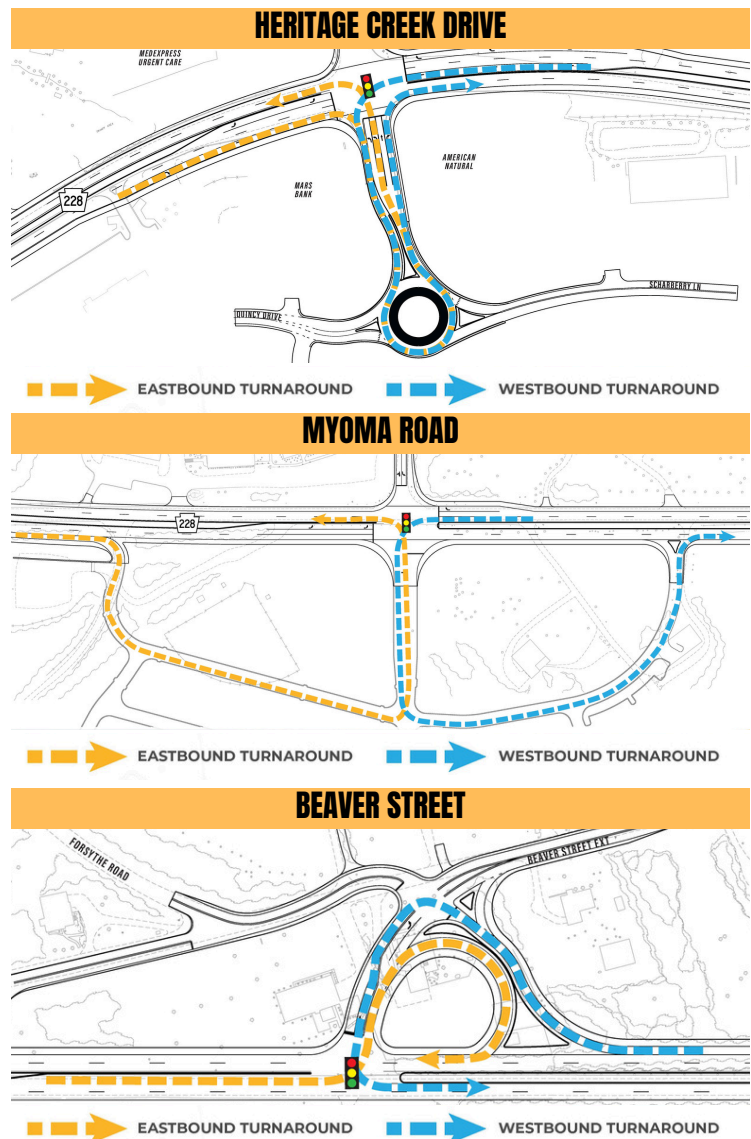 HERITAGE CREEK DRIVE
MEDEXPRESS
URGENT CARE
AMERICAN
NATURAL
MARS
BANK
228
QUINCY DRIVE
SCHARBERRY LN
EASTBOUND TURNAROUND
WESTBOUND TURNAROUND
MYOMA ROAD
228
EASTBOUND TURNAROUND
WESTBOUND TURNAROUND
BEAVER STREET
FORSYTHE ROAD
BEAVER STREET EXT
EASTBOUND TURNAROUND
WESTBOUND TURNAROUND